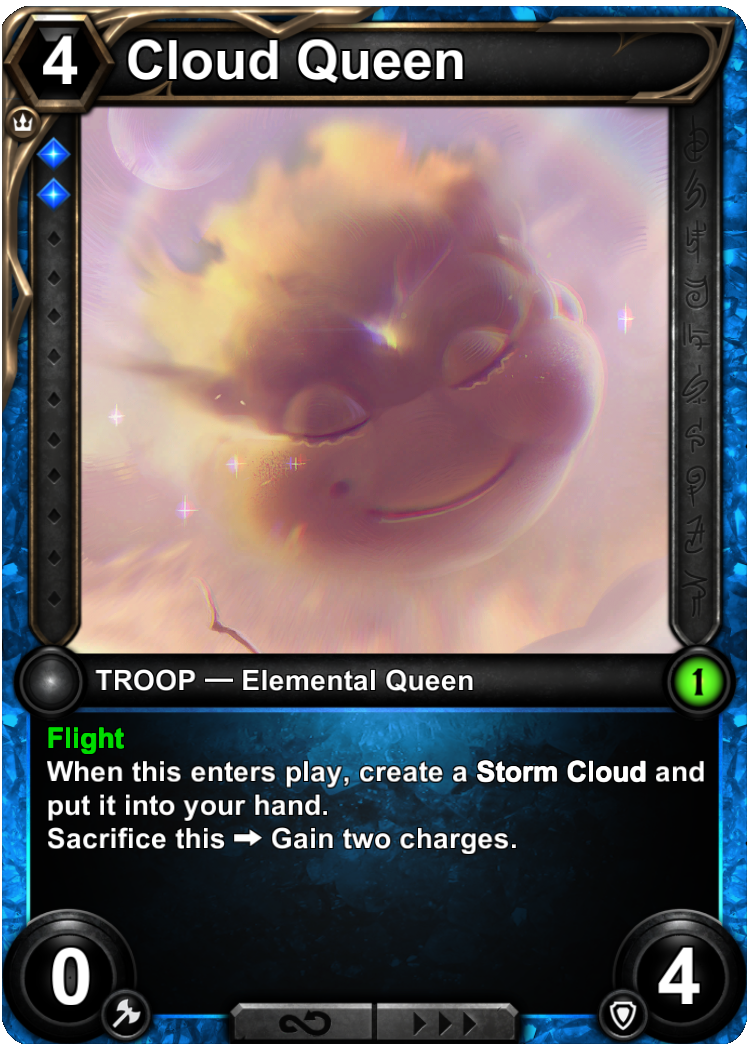 4
Cloud Queen
TROOP — Elemental Queen
1
Flight
When this enters play, create a Storm Cloud and
put it into your hand.
Sacrifice this ➡ Gain two charges.
0
4